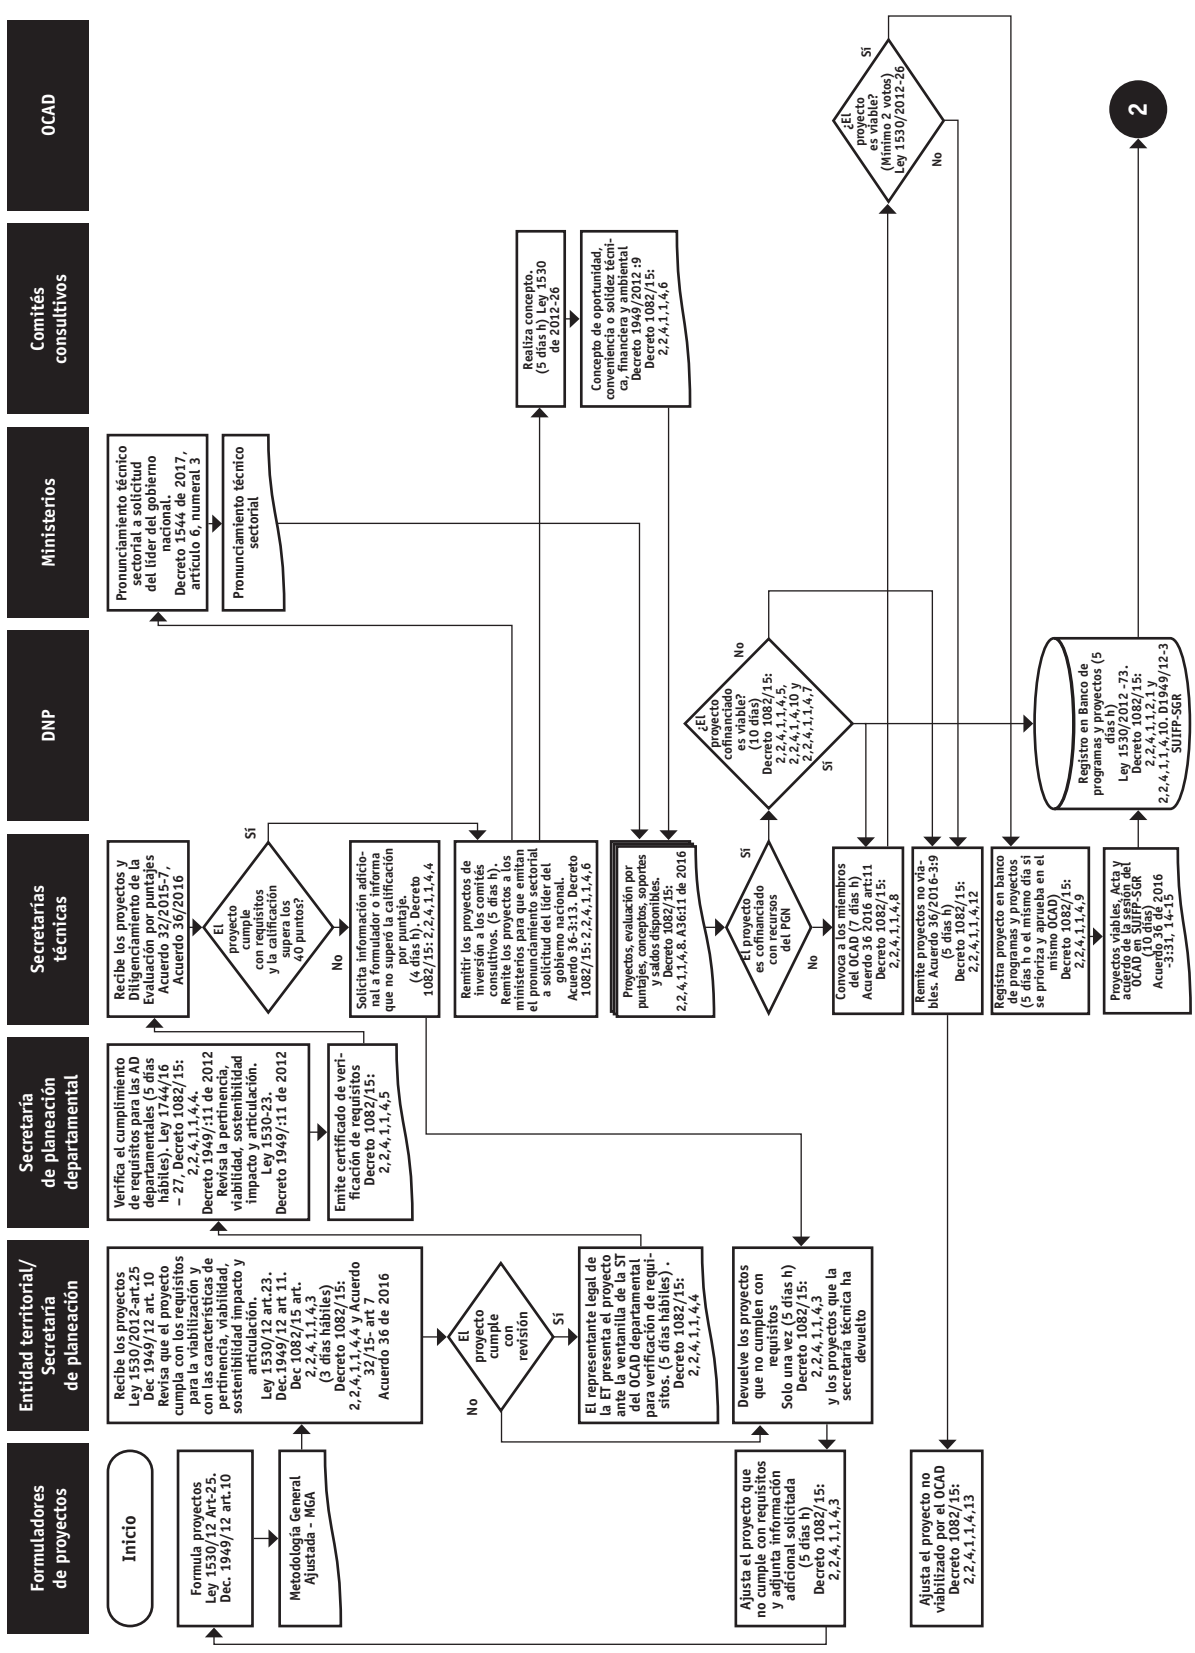 Formuladores
de proyectos
Entidad territorial/
Secretaría
de planeación
Secretaría
de planeación
departamental
Secretarías
técnicas
DNP
Ministerios
Comités
consultivos
OCAD
Inicio
Formula proyectos
Ley 1530/12 Art-25.
Dec. 1949/12 art.10
Metodología General
Ajustada - MGA
Recibe los proyectos
Ley 1530/2012-art.25
Dec 1949/12 art. 10
Revisa que el proyecto
cumpla con los requisitos
para la viabilización y
con las características de
pertinencia, viabilidad,
sostenibilidad impacto y
articulación.
Ley 1530/12 art.23.
Dec.1949/12 art 11.
Dec 1082/15 art.
2,2,4,1,1,4,3
(3 días hábiles)
Decreto 1082/15:
2,2,4,1,1,4,4 y Acuerdo
32/15- art 7
Acuerdo 36 de 2016
El
proyecto
cumple
con
revisión
No
Sí
El representante legal de
la ET presenta el proyecto
ante la ventanilla de la ST
del OCAD departamental
para verificación de requi-
sitos. (5 días hábiles) .
Decreto 1082/15:
2,2,4,1,1,4,4
Devuelve los proyectos
que no cumplen con
requisitos
Solo una vez (5 días h)
Decreto 1082/15:
2,2,4,1,1,4,3
y los proyectos que la
secretaría técnica ha
devuelto
Ajusta el proyecto que
no cumple con requisitos
y adjunta información
adicional solicitada
(5 días h)
Decreto 1082/15:
2,2,4,1,1,4,3
Ajusta el proyecto no
viabilizado por el OCAD
Decreto 1082/15:
2,2,4,1,1,4,13
Verifica el cumplimiento
de requisitos para las AD
departamentales (5 días
hábiles). Ley 1744/16
– 27, Decreto 1082/15:
2,2,4,1,1,4,4.
Decreto 1949/:11 de 2012
Revisa la pertinencia,
viabilidad, sostenibilidad
impacto y articulación.
Ley 1530-23.
Decreto 1949/:11 de 2012
Emite certificado de veri-
ficación de requisitos
Decreto 1082/15:
2,2,4,1,1,4,5
Recibe los proyectos y
Diligenciamiento de la
Evaluación por puntajes
Acuerdo 32/2015-7,
Acuerdo 36/2016
El
proyecto
cumple
con requisitos
y la calificación
supera los
40 puntos?
Sí
No
Solicita información adicio-
nal a formulador o informa
que no superó la calificación
por puntaje.
(4 días h). Decreto
1082/15: 2,2,4,1,1,4,4
Remitir los proyectos de
inversión a los comités
consultivos. (5 días h).
Remite los proyectos a los
ministerios para que emitan
el pronunciamiento sectorial
a solicitud del líder del
gobierno nacional.
Acuerdo 36-3:13. Decreto
1082/15: 2,2,4,1,1,4,6
Proyectos, evaluación por
puntajes, conceptos, soportes
y saldos disponibles.
Decreto 1082/15:
2,2,4,1,1,4,8. A36:11 de 2016
El proyecto
es cofinanciado
con recursos
del PGN
Sí
No
Convoca a los miembros
del OCAD (7 días h)
Acuerdo 36 2016 art:11
Decreto 1082/15:
2,2,4,1,1,4,8
Remite proyectos no via-
bles. Acuerdo 36/2016-3:9
(5 días h)
Decreto 1082/15:
2,2,4,1,1,4,12
Registra proyecto en banco
de programas y proyectos
(5 días h o el mismo día si
se prioriza y aprueba en el
mismo OCAD)
Decreto 1082/15:
2,2,4,1,1,4,9
Proyectos viables, Acta y
acuerdo de la sesión del
OCAD en SUIFP-SGR
(10 días)
Acuerdo 36 de 2016
-3:31, 14-15
¿El
proyecto
cofinanciado
es viable?
(10 días)
Decreto 1082/15:
2,2,4,1,1,4,5,
2,2,4,1,1,4,10 y
2,2,4,1,1,4,7
No
Sí
Registro en Banco de
programas y proyectos (5
días h)
Ley 1530/2012 -73.
Decreto 1082/15:
2,2,4,1,1,2,1 y
2,2,4,1,1,4,10. D1949/12-3
SUIFP-SGR
Pronunciamiento técnico
sectorial a solicitud
del líder del gobierno
nacional.
Decreto 1544 de 2017,
artículo 6, numeral 3
Pronunciamiento técnico
sectorial
Realiza concepto.
(5 días h) Ley 1530
de 2012-26
Concepto de oportunidad,
conveniencia o solidez técni-
ca, financiera y ambiental
Decreto 1949/2012 :9
Decreto 1082/15:
2,2,4,1,1,4,6
¿El
proyecto
es viable?
(Mínimo 2 votos)
Ley 1530/2012-26
Sí
No
2